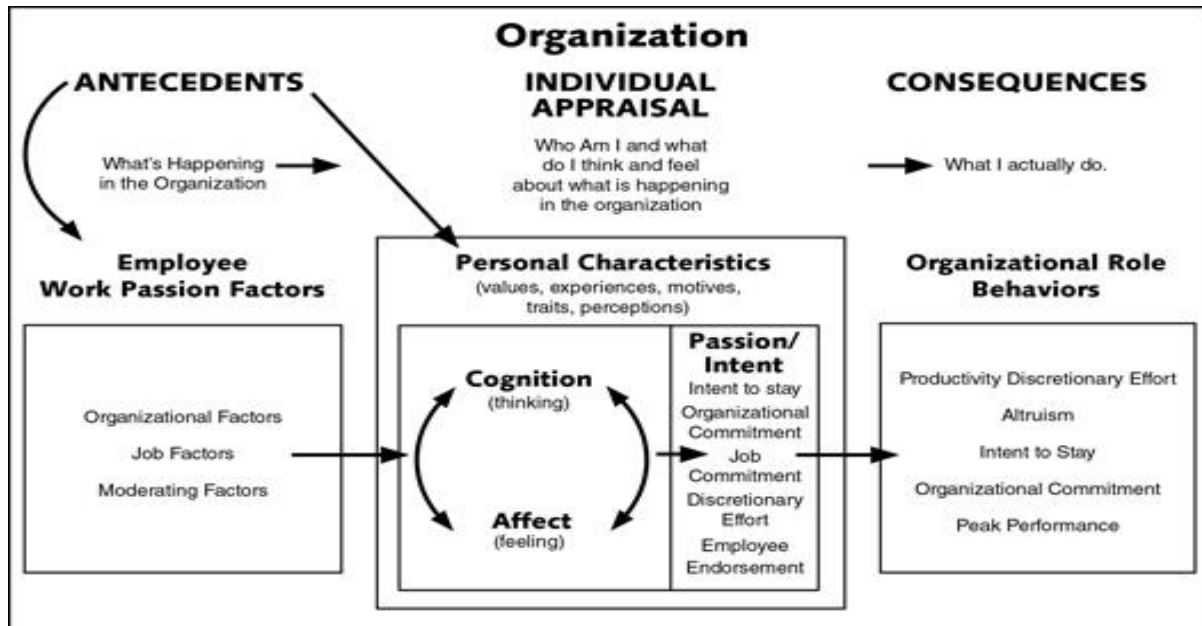 Organization
ANTECEDENTS
INDIVIDUAL
APPRAISAL
CONSEQUENCES
What's Happening
in the Organization
Who Am I and what
do I think and feel
about what is happening
in the organization
What I actually do.
Employee
Work Passion Factors
Personal Characteristics
(values, experiences, motives,
traits, perceptions)
Organizational Role
Behaviors
Organizational Factors
Job Factors
Moderating Factors
Cognition
(thinking)
Affect
(feeling)
Passion/
Intent
Intent to stay
Organizational
Commitment
Job
Commitment
Discretionary
Effort
Employee
Endorsement
Productivity Discretionary Effort
Altruism
Intent to Stay
Organizational Commitment
Peak Performance